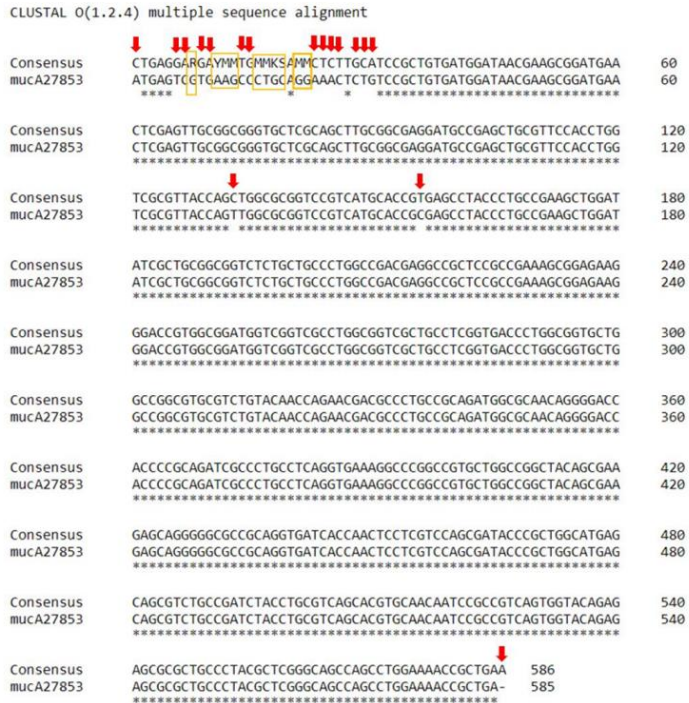 CLUSTAL O(1.2.4) multiple sequence alignment
Consensus CTGAGGARGAYMMTGMMKSAMMCTCTTGCATCCGCTGTGATGGATAACGAAGCGGATGAA 60
mucA27853 ATGAGTCGTGAAGCCCTGCAGGAAACTCTGTCCGCTGTGATGGATAACGAAGCGGATGAA 60
Consensus CTCGAGTTGCGGCGGGTGCTCGCAGCTTGCGGCGAGGATGCCGAGCTGCGTTCCACCTGG 120
mucA27853 CTCGAGTTGCGGCGGGTGCTCGCAGCTTGCGGCGAGGATGCCGAGCTGCGTTCCACCTGG 120
Consensus TCGCGTTACCAGCTGGCGCGGTCCGTCATGCACCGTGAGCCTACCCTGCCGAAGCTGGAT 180
mucA27853 TCGCGTTACCAGTTGGCGCGGTCCGTCATGCACCGCGAGCCTACCCTGCCGAAGCTGGAT 180
Consensus ATCGCTGCGGCGGTCTCTGCTGCCCTGGCCGACGAGGCCGCTCCGCCGAAAGCGGAGAAG 240
mucA27853 ATCGCTGCGGCGGTCTCTGCTGCCCTGGCCGACGAGGCCGCTCCGCCGAAAGCGGAGAAG 240
Consensus GGACCGTGGCGGATGGTCGGTCGCCTGGCGGTCGCTGCCTCGGTGACCCTGGCGGTGCTG 300
mucA27853 GGACCGTGGCGGATGGTCGGTCGCCTGGCGGTCGCTGCCTCGGTGACCCTGGCGGTGCTG 300
Consensus GCCGGCGTGCGTCTGTACAACCAGAACGACGCCCTGCCGCAGATGGCGCAACAGGGGACC 360
mucA27853 GCCGGCGTGCGTCTGTACAACCAGAACGACGCCCTGCCGCAGATGGCGCAACAGGGGACC 360
Consensus ACCCCGCAGATCGCCCTGCCTCAGGTGAAAGGCCCGGCCGTGCTGGCCGGCTACAGCGAA 420
mucA27853 ACCCCGCAGATCGCCCTGCCTCAGGTGAAAGGCCCGGCCGTGCTGGCCGGCTACAGCGAA 420
Consensus GAGCAGGGGGCGCCGCAGGTGATCACCAACTCCTCGTCCAGCGATACCCGCTGGCATGAG 480
mucA27853 GAGCAGGGGGCGCCGCAGGTGATCACCAACTCCTCGTCCAGCGATACCCGCTGGCATGAG 480
Consensus CAGCGTCTGCCGATCTACCTGCGTCAGCACGTGCAACAATCCGCCGTCAGTGGTACAGAG 540
mucA27853 CAGCGTCTGCCGATCTACCTGCGTCAGCACGTGCAACAATCCGCCGTCAGTGGTACAGAG 540
Consensus AGCGCGCTGCCCTACGCTCGGGCAGCCAGCCTGGAAAACCGCTGAA 586
mucA27853 AGCGCGCTGCCCTACGCTCGGGCAGCCAGCCTGGAAAACCGCTGA- 585